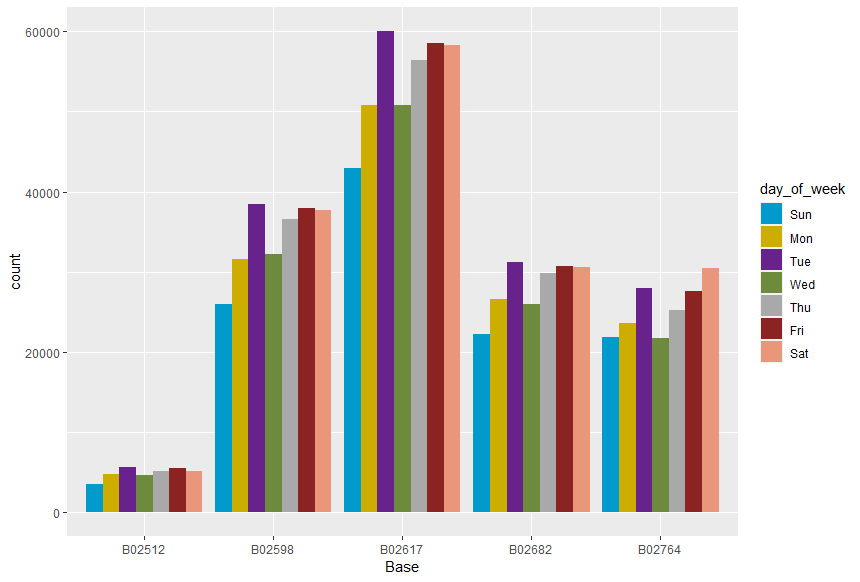 60000
40000
20000
0
count
B02512 B02598 B02617 B02682 B02764
Base
day_of_week
Sun
Mon
Tue
Wed
Thu
Fri
Sat